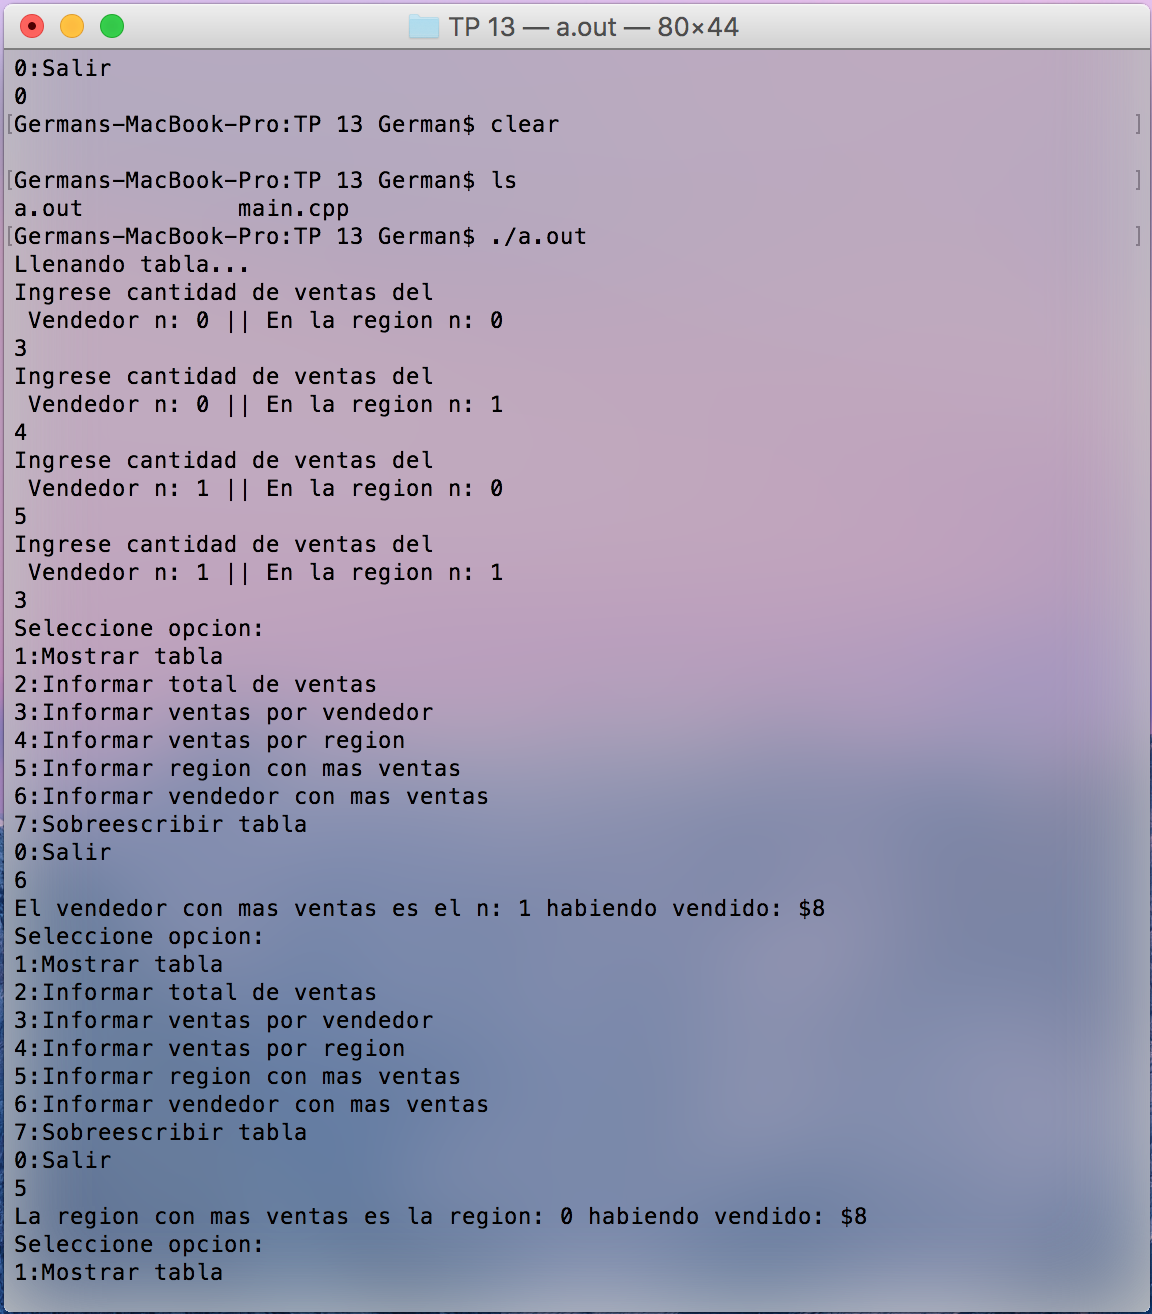 TP 13 — a.out — 80×44
0:Salir
0
[Germans-MacBook-Pro:TP 13 German$ clear ]
[Germans-MacBook-Pro:TP 13 German$ ls ]
a.out main.cpp
[Germans-MacBook-Pro:TP 13 German$ ./a.out ]
Llenando tabla...
Ingrese cantidad de ventas del
Vendedor n: 0 || En la region n: 0
3
Ingrese cantidad de ventas del
Vendedor n: 0 || En la region n: 1
4
Ingrese cantidad de ventas del
Vendedor n: 1 || En la region n: 0
5
Ingrese cantidad de ventas del
Vendedor n: 1 || En la region n: 1
3
Seleccione opcion:
1:Mostrar tabla
2:Informar total de ventas
3:Informar ventas por vendedor
4:Informar ventas por region
5:Informar region con mas ventas
6:Informar vendedor con mas ventas
7:Sobreescribir tabla
0:Salir
6
El vendedor con mas ventas es el n: 1 habiendo vendido: $8
Seleccione opcion:
1:Mostrar tabla
2:Informar total de ventas
3:Informar ventas por vendedor
4:Informar ventas por region
5:Informar region con mas ventas
6:Informar vendedor con mas ventas
7:Sobreescribir tabla
0:Salir
5
La region con mas ventas es la region: 0 habiendo vendido: $8
Seleccione opcion:
1:Mostrar tabla